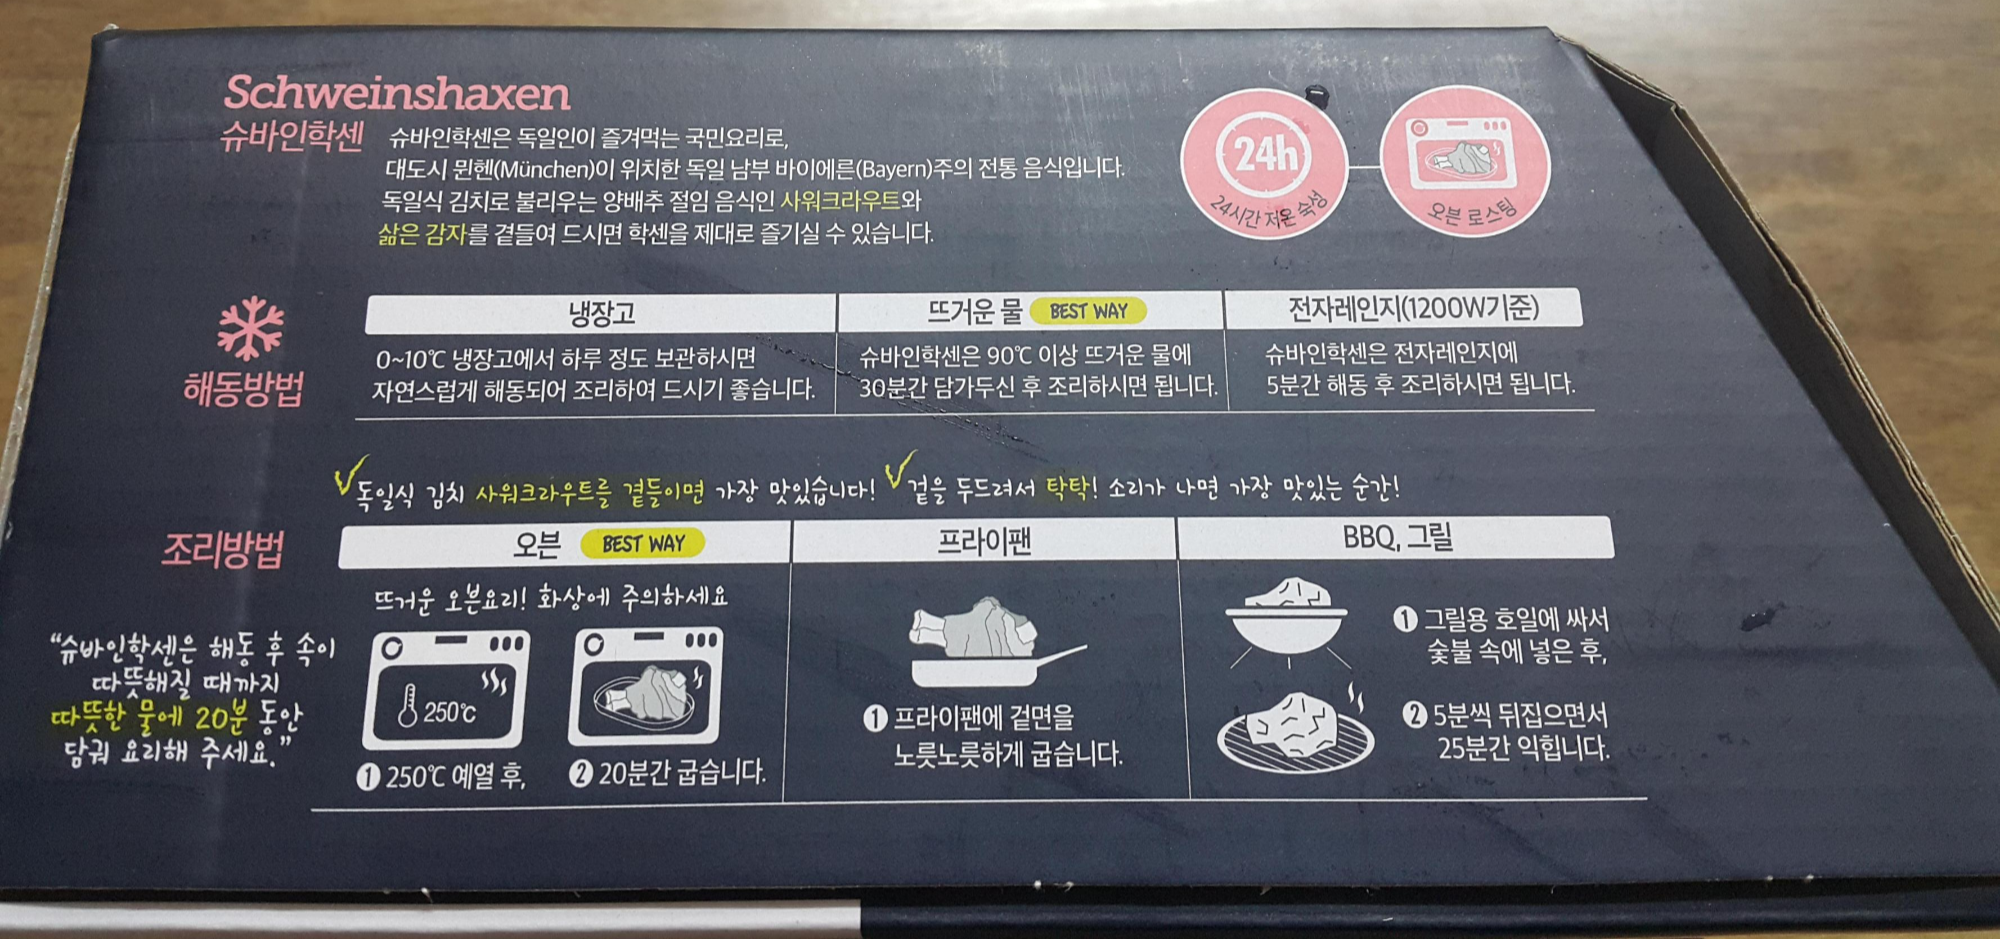 Schweinshaxen
슈바인학센
슈바인학센은 독일인이 즐겨먹는 국민요리로,
대도시 뮌헨(München)이 위치한 독일 남부 바이에른(Bayern)주의 전통 음식입니다.
독일식 김치로 불리우는 양배추 절임 음식인 사워크라우트와
삶은 감자를 곁들여 드시면 학센을 제대로 즐기실 수 있습니다.
24h
24시간 저온 숙성
오븐 로스팅
해동방법
냉장고
0~10℃ 냉장고에서 하루 정도 보관하시면
자연스럽게 해동되어 조리하여 드시기 좋습니다.
뜨거운 물 BEST WAY
슈바인학센은 90℃ 이상 뜨거운 물에
30분간 담가두신 후 조리하시면 됩니다.
전자레인지(1200W기준)
슈바인학센은 전자레인지에
5분간 해동 후 조리하시면 됩니다.
독일식 김치 사워크라우트를 곁들이면 가장 맛있습니다!
겉을 두드려서 탁탁! 소리가 나면 가장 맛있는 순간!
조리방법
“슈바인학센은 해동 후 속이
따뜻해질 때까지
따뜻한 물에 20분 동안
담궈 요리해 주세요.”
오븐 BEST WAY
뜨거운 오븐요리! 화상에 주의하세요
250℃
① 250℃ 예열 후,
② 20분간 굽습니다.
프라이팬
① 프라이팬에 겉면을
노릇노릇하게 굽습니다.
BBQ, 그릴
① 그릴용 호일에 싸서
숯불 속에 넣은 후,
② 5분씩 뒤집으면서
25분간 익힙니다.